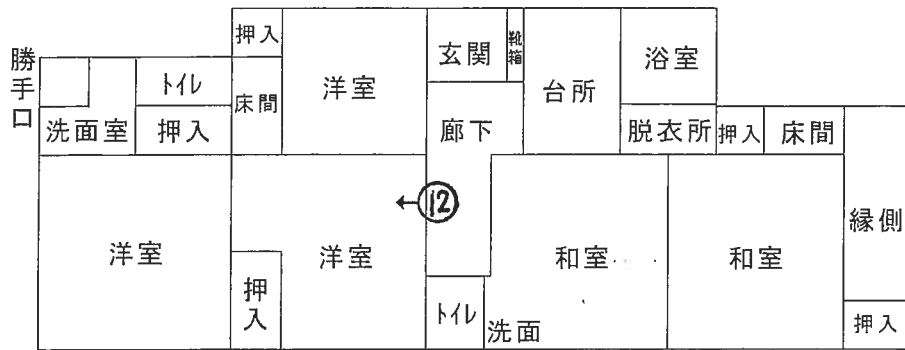 押入
玄関
靴箱
浴室
勝手口
トイレ
床間
洋室
台所
洗面室
押入
廊下
脱衣所
押入
床間
←⑫
縁側
洋室
洋室
和室
和室
押入
トイレ
洗面
押入